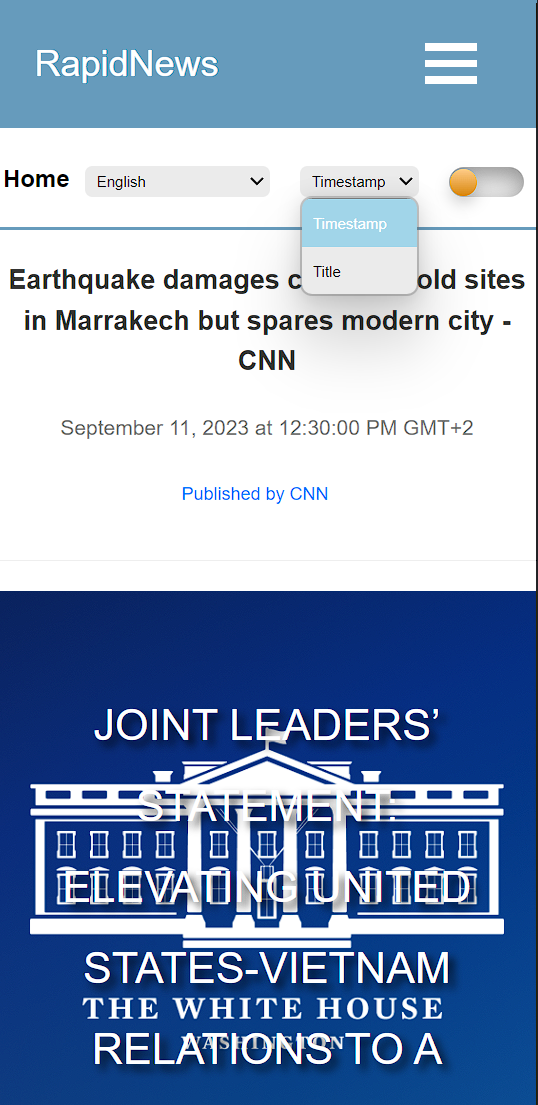 RapidNews
Home
English
Timestamp
Timestamp
Title
Earthquake damages c old sites
in Marrakech but spares modern city -
CNN
September 11, 2023 at 12:30:00 PM GMT+2
Published by CNN
JOINT LEADERS’
STATEMENT:
ELEVATING UNITED
STATES-VIETNAM
THE WHITE HOUSE
RELATIONS TO A
WASHINGTON